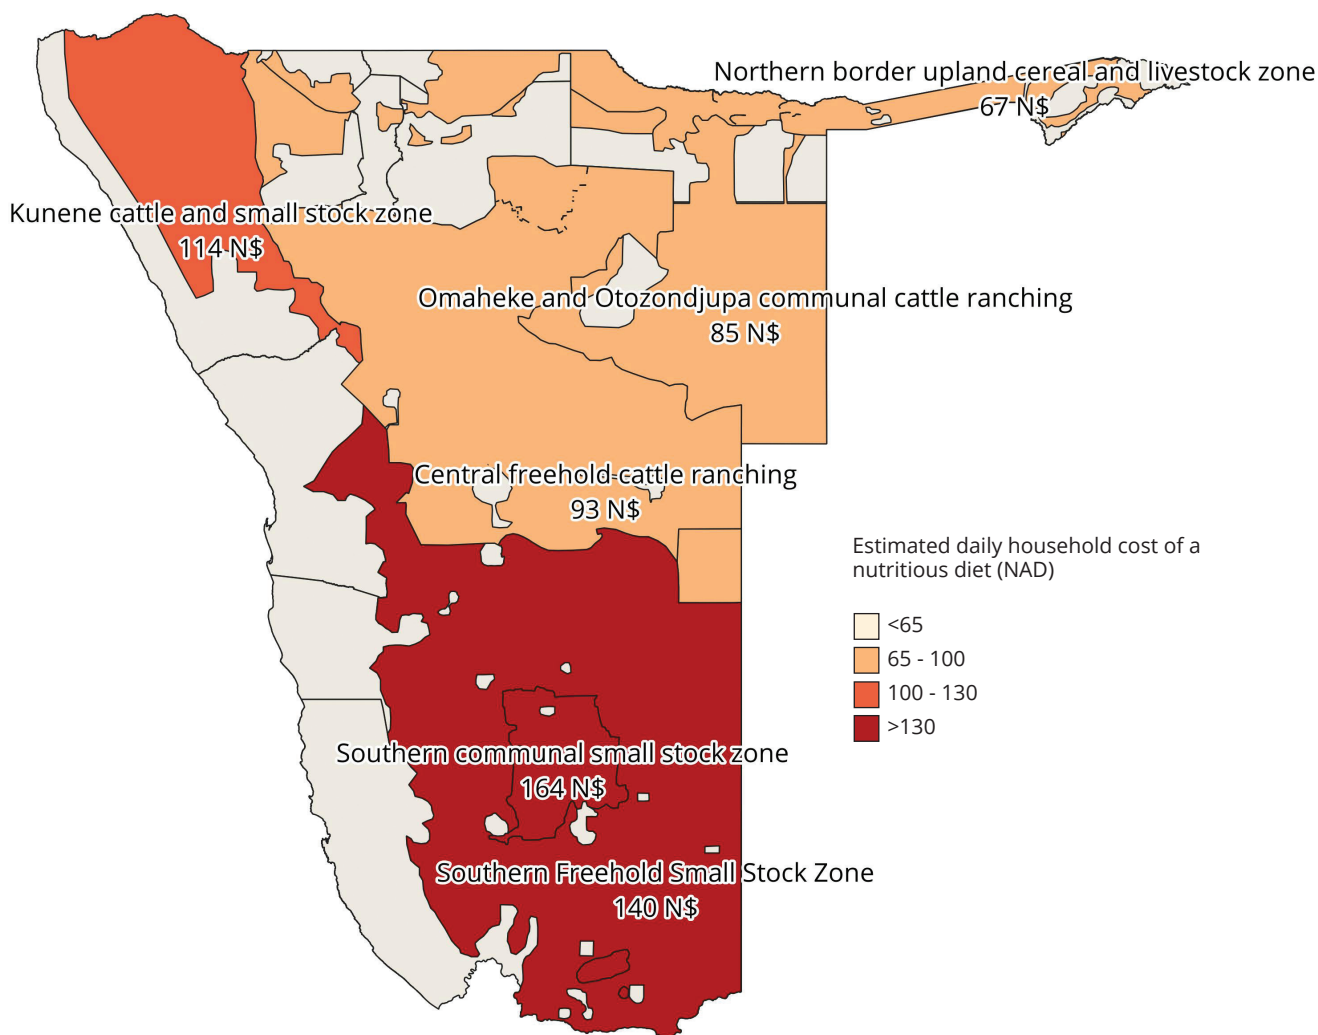 Northern border upland cereal and livestock zone
67 N$
Kunene cattle and small stock zone
114 N$
Omaheke and Otozondjupa communal cattle ranching
85 N$
Central freehold cattle ranching
93 N$
Estimated daily household cost of a
nutritious diet (NAD)
<65
65 - 100
100 - 130
>130
Southern communal small stock zone
164 N$
Southern Freehold Small Stock Zone
140 N$